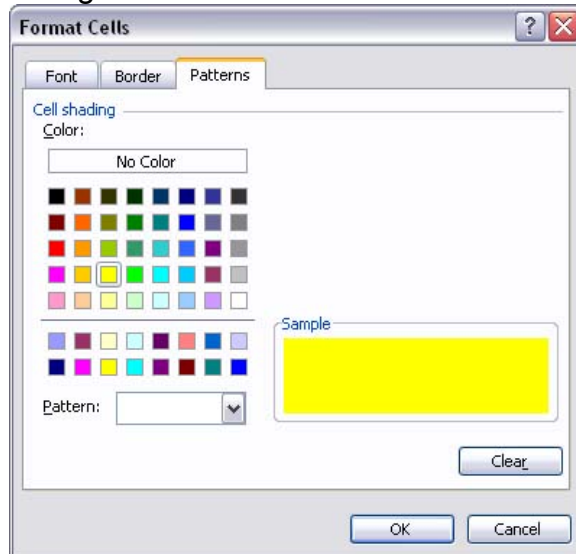 Format Cells
Font Border Patterns
Cell shading
Color:
No Color
Sample
Pattern:
Clear
OK Cancel